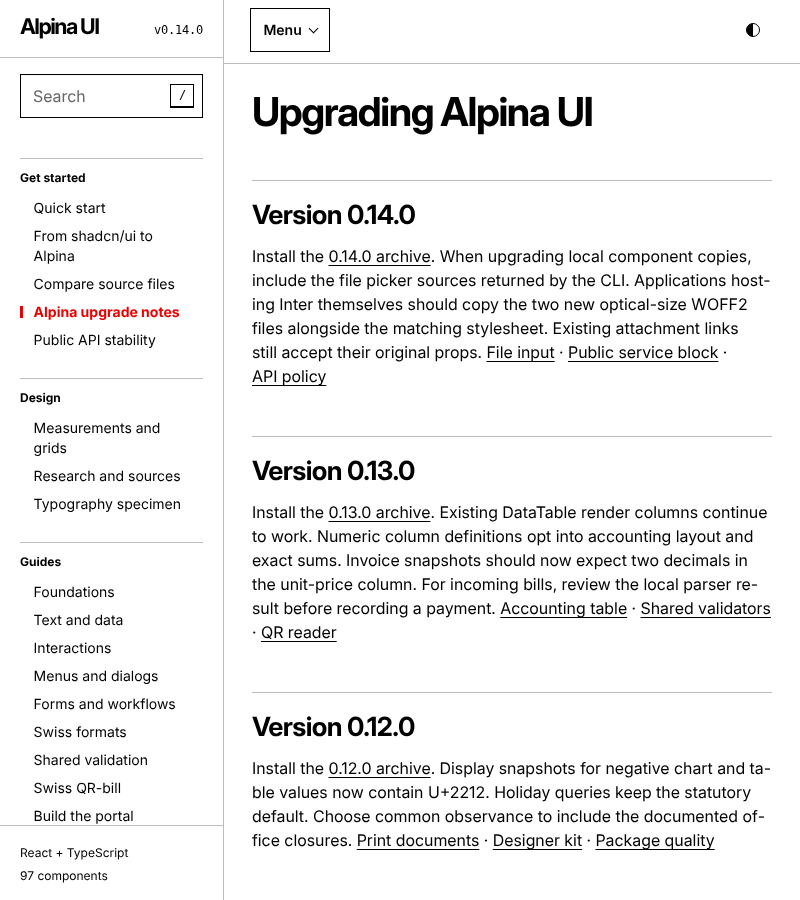 Alpina UI
v0.14.0
Search
/
Get started
Quick start
From shadcn/ui to
Alpina
Compare source files
Alpina upgrade notes
Public API stability
Design
Measurements and
grids
Research and sources
Typography specimen
Guides
Foundations
Text and data
Interactions
Menus and dialogs
Forms and workflows
Swiss formats
Shared validation
Swiss QR-bill
Build the portal
React + TypeScript
97 components
Menu
Upgrading Alpina UI
Version 0.14.0
Install the 0.14.0 archive. When upgrading local component copies,
include the file picker sources returned by the CLI. Applications host-
ing Inter themselves should copy the two new optical-size WOFF2
files alongside the matching stylesheet. Existing attachment links
still accept their original props. File input · Public service block ·
API policy
Version 0.13.0
Install the 0.13.0 archive. Existing DataTable render columns continue
to work. Numeric column definitions opt into accounting layout and
exact sums. Invoice snapshots should now expect two decimals in
the unit-price column. For incoming bills, review the local parser re-
sult before recording a payment. Accounting table · Shared validators
· QR reader
Version 0.12.0
Install the 0.12.0 archive. Display snapshots for negative chart and ta-
ble values now contain U+2212. Holiday queries keep the statutory
default. Choose common observance to include the documented of-
fice closures. Print documents · Designer kit · Package quality